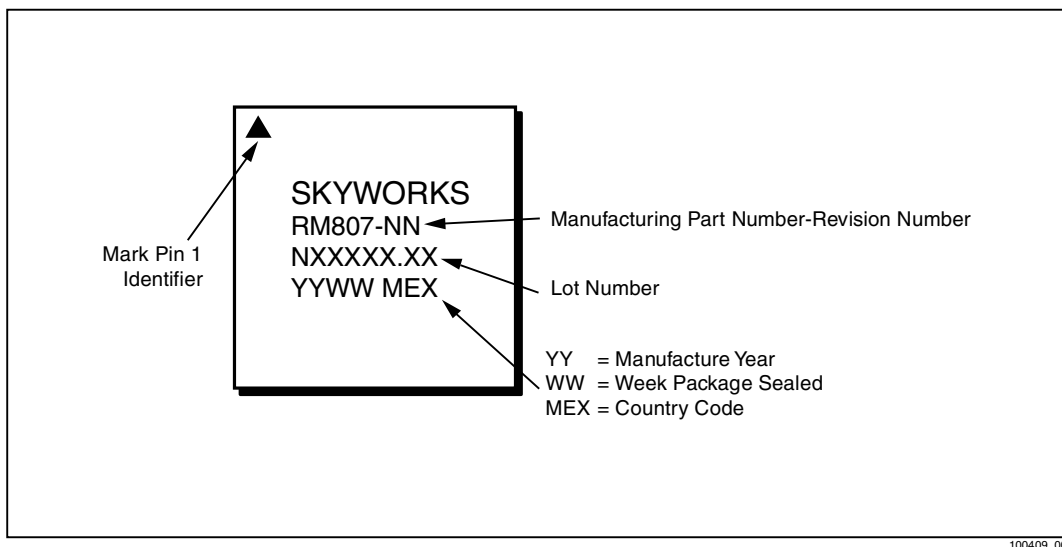 SKYWORKS
RM807-NN
NXXXXX.XX
YYWW MEX
Mark Pin 1
Identifier
Manufacturing Part Number-Revision Number
Lot Number
YY = Manufacture Year
WW = Week Package Sealed
MEX = Country Code